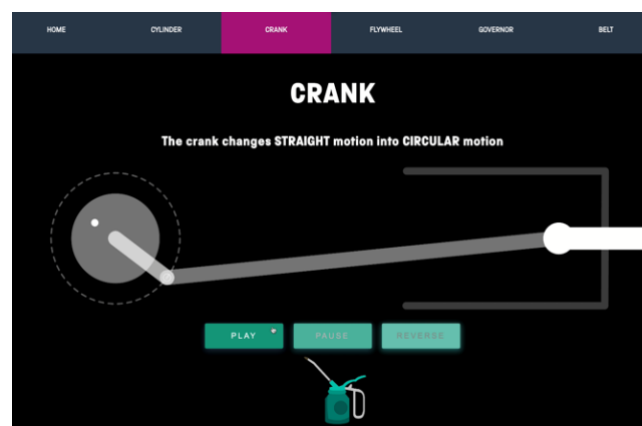 HOME CYLINDER CRANK FLYWHEEL GOVERNOR BELT
CRANK
The crank changes STRAIGHT motion into CIRCULAR motion
PLAY PAUSE REVERSE